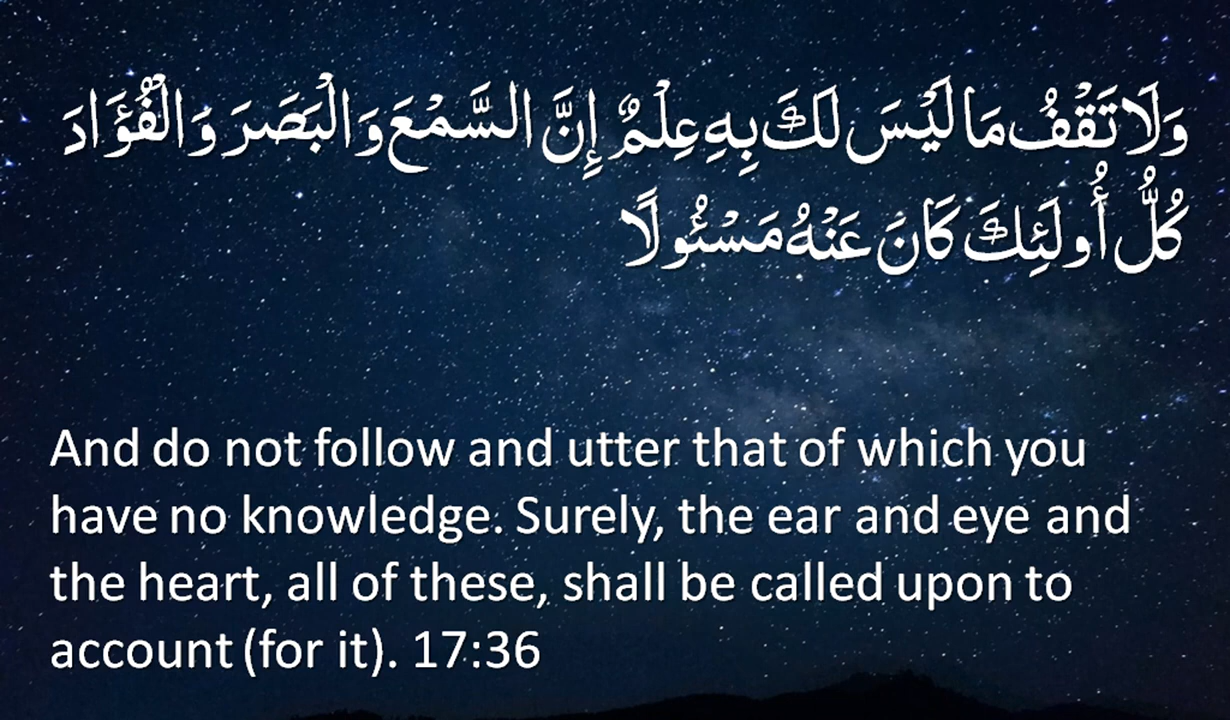 وَلَا تَقْفُ مَا لَيْسَ لَكَ بِهِ عِلْمٌ إِنَّ السَّمْعَ وَالْبَصَرَ وَالْفُؤَادَ
كُلُّ أُولَئِكَ كَانَ عَنْهُ مَسْئُولًا
And do not follow and utter that of which you
have no knowledge. Surely, the ear and eye and
the heart, all of these, shall be called upon to
account (for it). 17:36